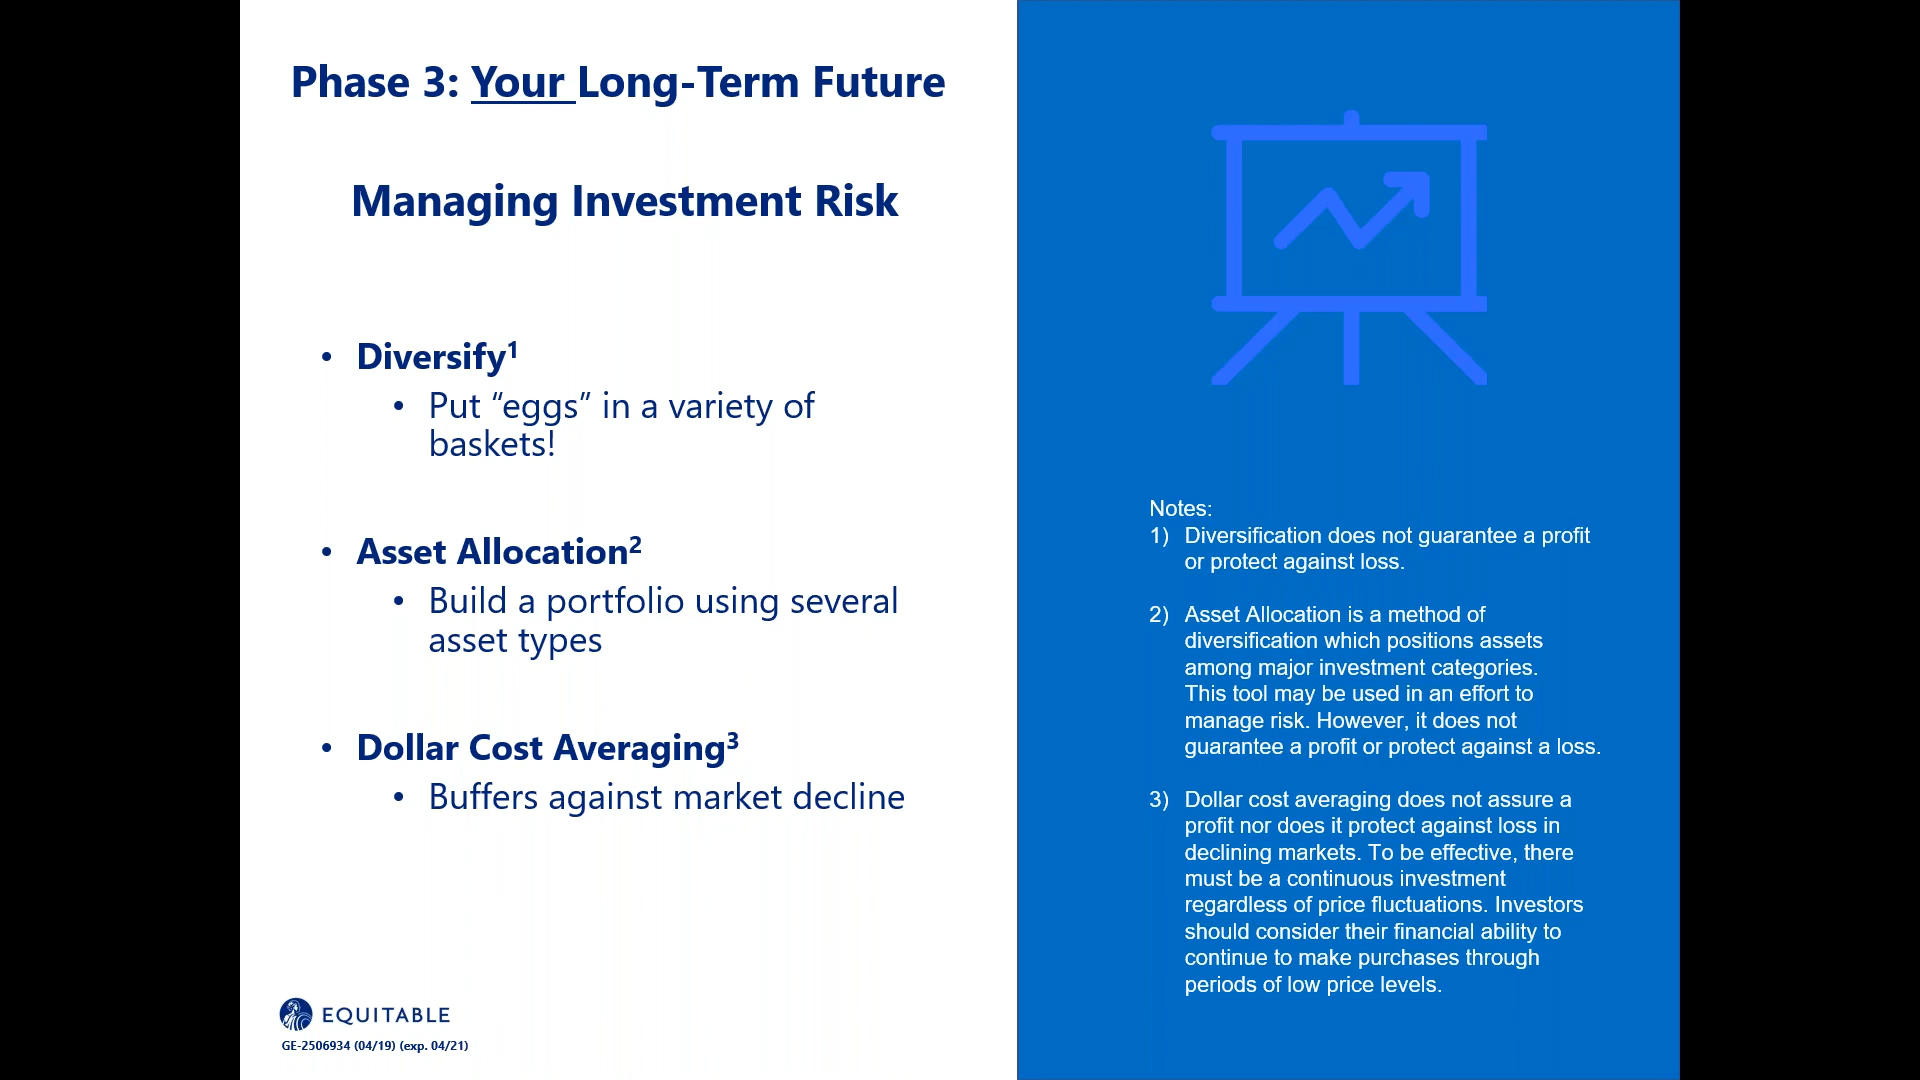 Phase 3: Your Long-Term Future
Managing Investment Risk
• Diversify¹
• Put “eggs” in a variety of
baskets!
• Asset Allocation²
• Build a portfolio using several
asset types
• Dollar Cost Averaging³
• Buffers against market decline
EQUITABLE
GE-2506934 (04/19) (exp. 04/21)
Notes:
1) Diversification does not guarantee a profit
or protect against loss.
2) Asset Allocation is a method of
diversification which positions assets
among major investment categories.
This tool may be used in an effort to
manage risk. However, it does not
guarantee a profit or protect against a loss.
3) Dollar cost averaging does not assure a
profit nor does it protect against loss in
declining markets. To be effective, there
must be a continuous investment
regardless of price fluctuations. Investors
should consider their financial ability to
continue to make purchases through
periods of low price levels.